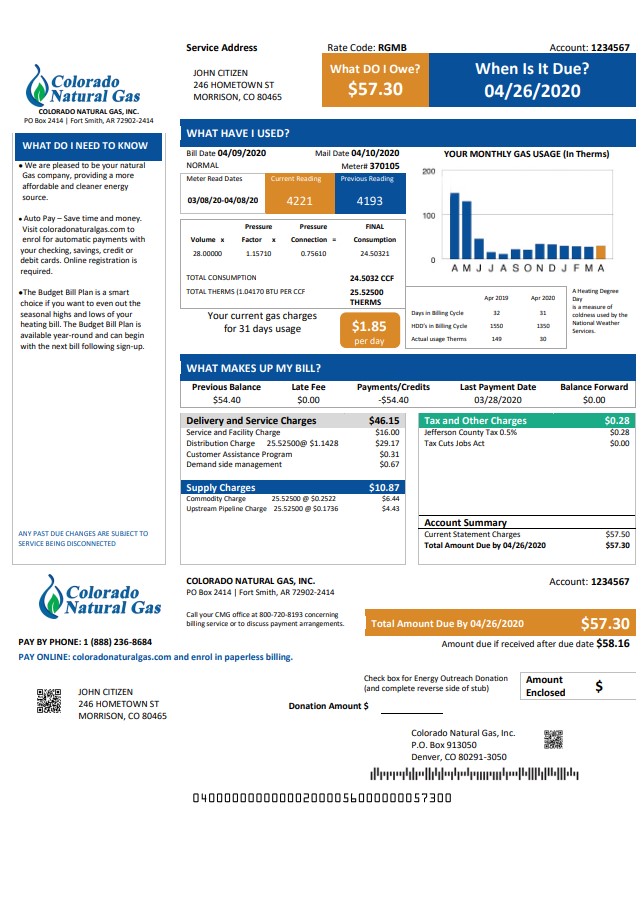 Service Address
Rate Code: RGMB
Account: 1234567
Colorado
Natural Gas
COLORADO NATURAL GAS, INC.
PO Box 2414 | Fort Smith, AR 72902-2414
JOHN CITIZEN
246 HOMETOWN ST
MORRISON, CO 80465
What DO I Owe?
$57.30
When Is It Due?
04/26/2020
WHAT DO I NEED TO KNOW
• We are pleased to be your natural
Gas company, providing a more
affordable and cleaner energy
source.
• Auto Pay – Save time and money.
Visit coloradonaturalgas.com to
enrol for automatic payments with
your checking, savings, credit or
debit cards. Online registration is
required.
•The Budget Bill Plan is a smart
choice if you want to even out the
seasonal highs and lows of your
heating bill. The Budget Bill Plan is
available year-round and can begin
with the next bill following sign-up.
ANY PAST DUE CHANGES ARE SUBJECT TO
SERVICE BEING DISCONNECTED
WHAT HAVE I USED?
Bill Date 04/09/2020
Mail Date 04/10/2020
NORMAL
Meter# 370105
Meter Read Dates
Current Reading
Previous Reading
03/08/20-04/08/20
4221
4193
Pressure Pressure FINAL
Volume x Factor x Connection = Consumption
28.00000 1.15710 0.75610 24.50321
TOTAL CONSUMPTION 24.5032 CCF
TOTAL THERMS (1.04170 BTU PER CCF 25.52500
THERMS
Your current gas charges
for 31 days usage
$1.85
per day
YOUR MONTHLY GAS USAGE (In Therms)
200
100
0
A M J J A S O N D J F M A
Apr 2019 Apr 2020
Days in Billing Cycle 32 31
HDD's in Billing Cycle 1550 1350
Actual usage Therms 149 30
A Heating Degree
Day
is a measure of
coldness used by the
National Weather
Services.
WHAT MAKES UP MY BILL?
Previous Balance Late Fee Payments/Credits Last Payment Date Balance Forward
$54.40 $0.00 -$54.40 03/28/2020 $0.00
Delivery and Service Charges $46.15
Service and Facility Charge $16.00
Distribution Charge 25.52500@ $1.1428 $29.17
Customer Assistance Program $0.31
Demand side management $0.67
Supply Charges $10.87
Commodity Charge 25.52500 @ $0.2522 $6.44
Upstream Pipeline Charge 25.52500 @ $0.1736 $4.43
Tax and Other Charges $0.28
Jefferson County Tax 0.5% $0.28
Tax Cuts Jobs Act $0.00
Account Summary
Current Statement Charges $57.50
Total Amount Due by 04/26/2020 $57.30
Colorado
Natural Gas
COLORADO NATURAL GAS, INC.
PO Box 2414 | Fort Smith, AR 72902-2414
Account: 1234567
Call your CMG office at 800-720-8193 concerning
billing service or to discuss payment arrangements.
Total Amount Due By 04/26/2020 $57.30
PAY BY PHONE: 1 (888) 236-8684
Amount due if received after due date $58.16
PAY ONLINE: coloradonaturalgas.com and enrol in paperless billing.
Check box for Energy Outreach Donation
(and complete reverse side of stub)
Amount
Enclosed $
JOHN CITIZEN
246 HOMETOWN ST
MORRISON, CO 80465
Donation Amount $
Colorado Natural Gas, Inc.
P.O. Box 913050
Denver, CO 80291-3050
0400000000000200005600000057300